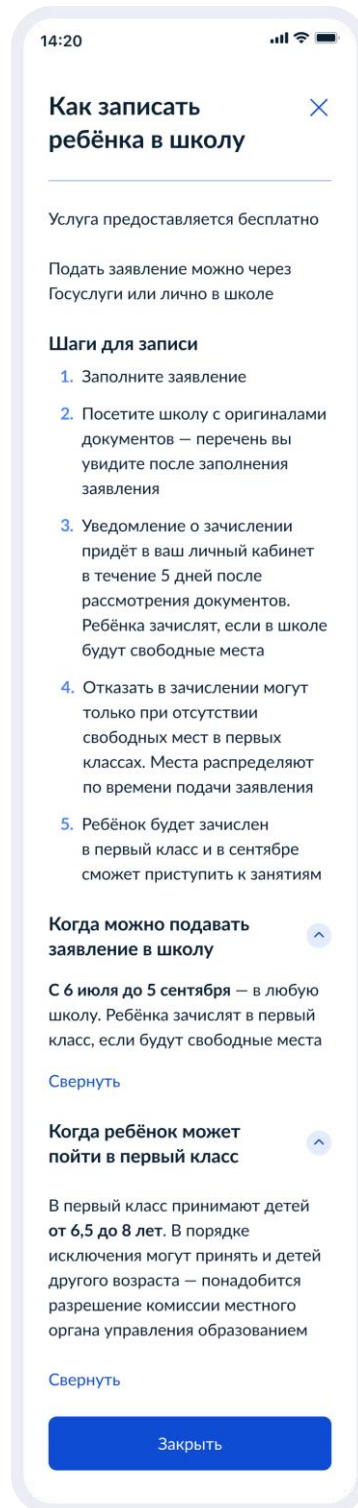 14:20
Как записать
ребёнка в школу
Услуга предоставляется бесплатно
Подать заявление можно через
Госуслуги или лично в школе
Шаги для записи
1. Заполните заявление
2. Посетите школу с оригиналами
документов — перечень вы
увидите после заполнения
заявления
3. Уведомление о зачислении
придёт в ваш личный кабинет
в течение 5 дней после
рассмотрения документов.
Ребёнка зачислят, если в школе
будут свободные места
4. Отказать в зачислении могут
только при отсутствии
свободных мест в первых
классах. Места распределяют
по времени подачи заявления
5. Ребёнок будет зачислен
в первый класс и в сентябре
сможет приступить к занятиям
Когда можно подавать
заявление в школу
С 6 июля до 5 сентября — в любую
школу. Ребёнка зачислят в первый
класс, если будут свободные места
Свернуть
Когда ребёнок может
пойти в первый класс
В первый класс принимают детей
от 6,5 до 8 лет. В порядке
исключения могут принять и детей
другого возраста — понадобится
разрешение комиссии местного
органа управления образованием
Свернуть
Закрыть